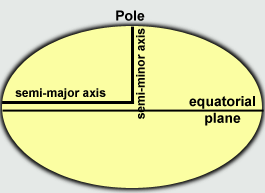 Pole
semi-minor axis
semi-major axis
equatorial
plane